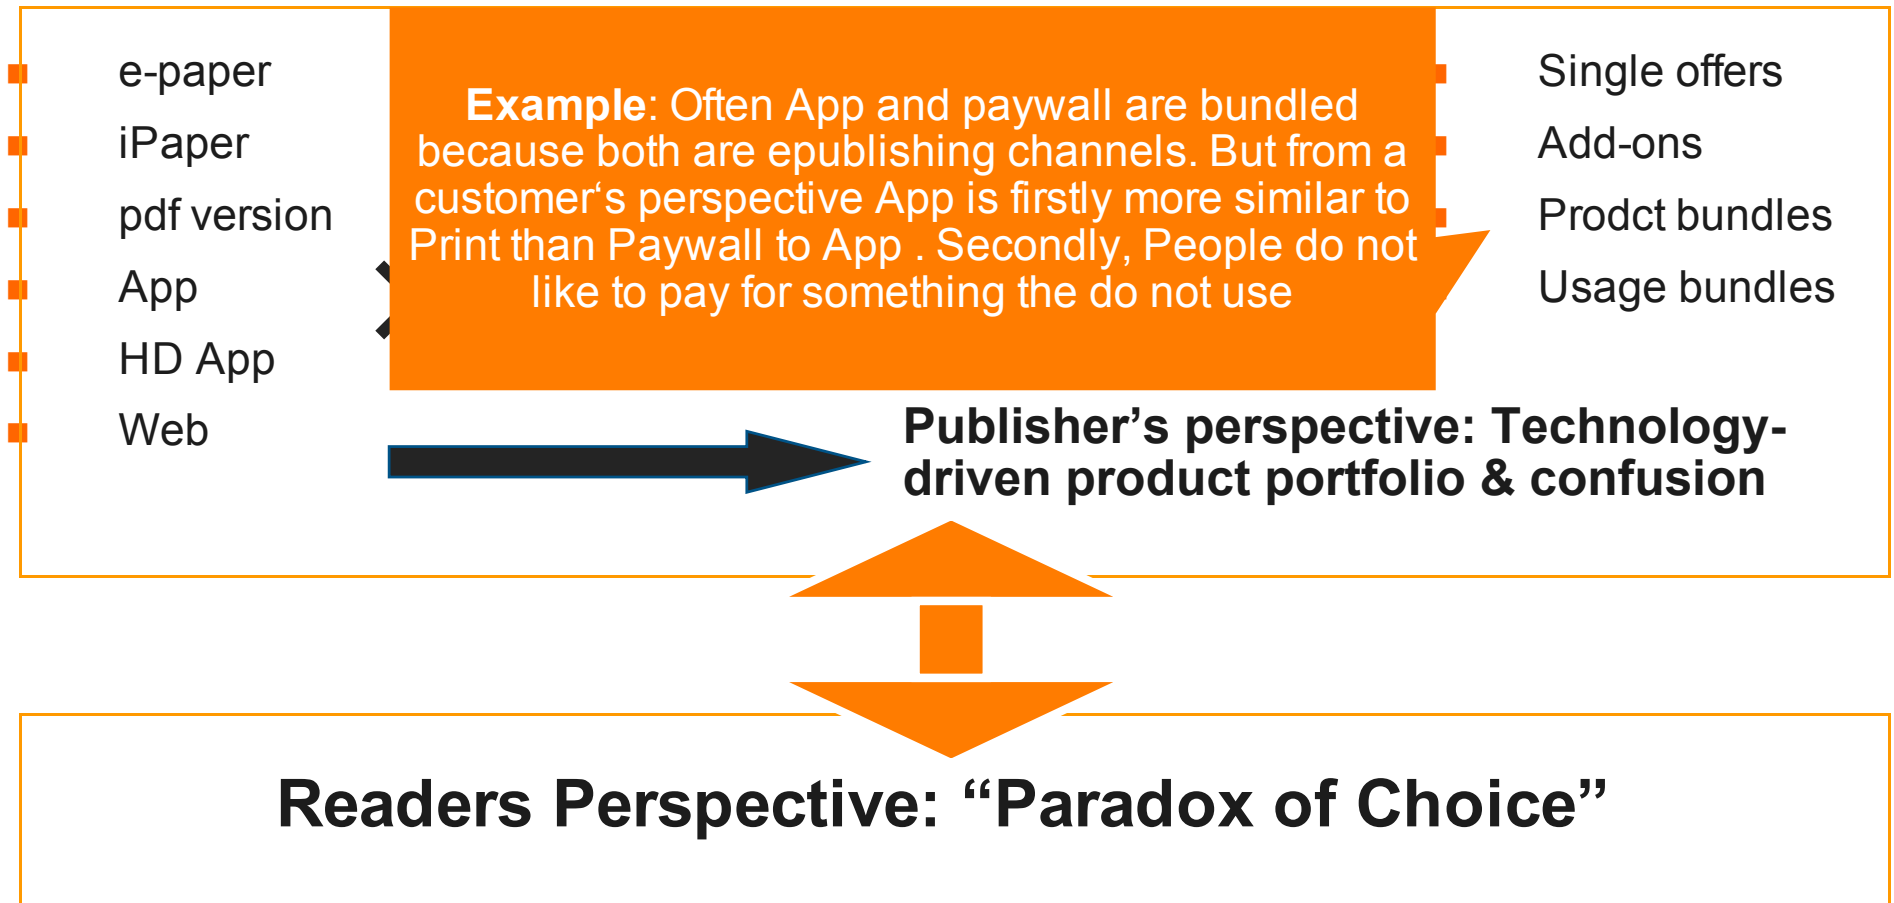 e-paper
iPaper
pdf version
App
HD App
Web
Example: Often App and paywall are bundled
because both are epublishing channels. But from a
customer‘s perspective App is firstly more similar to
Print than Paywall to App . Secondly, People do not
like to pay for something the do not use
Single offers
Add-ons
Prodct bundles
Usage bundles
Publisher’s perspective: Technology-
driven product portfolio & confusion
Readers Perspective: “Paradox of Choice”